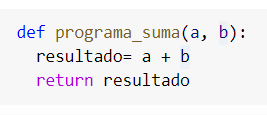 def programa_suma(a, b):
  resultado= a + b
  return resultado